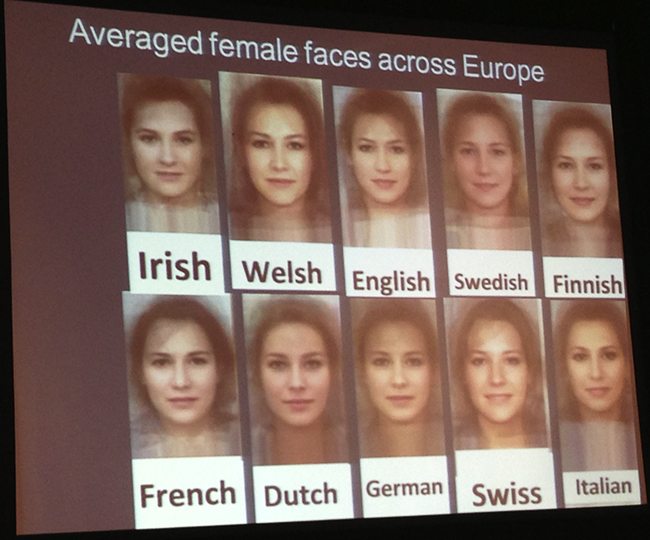 Averaged female faces across Europe
Irish Welsh English Swedish Finnish
French Dutch German Swiss Italian